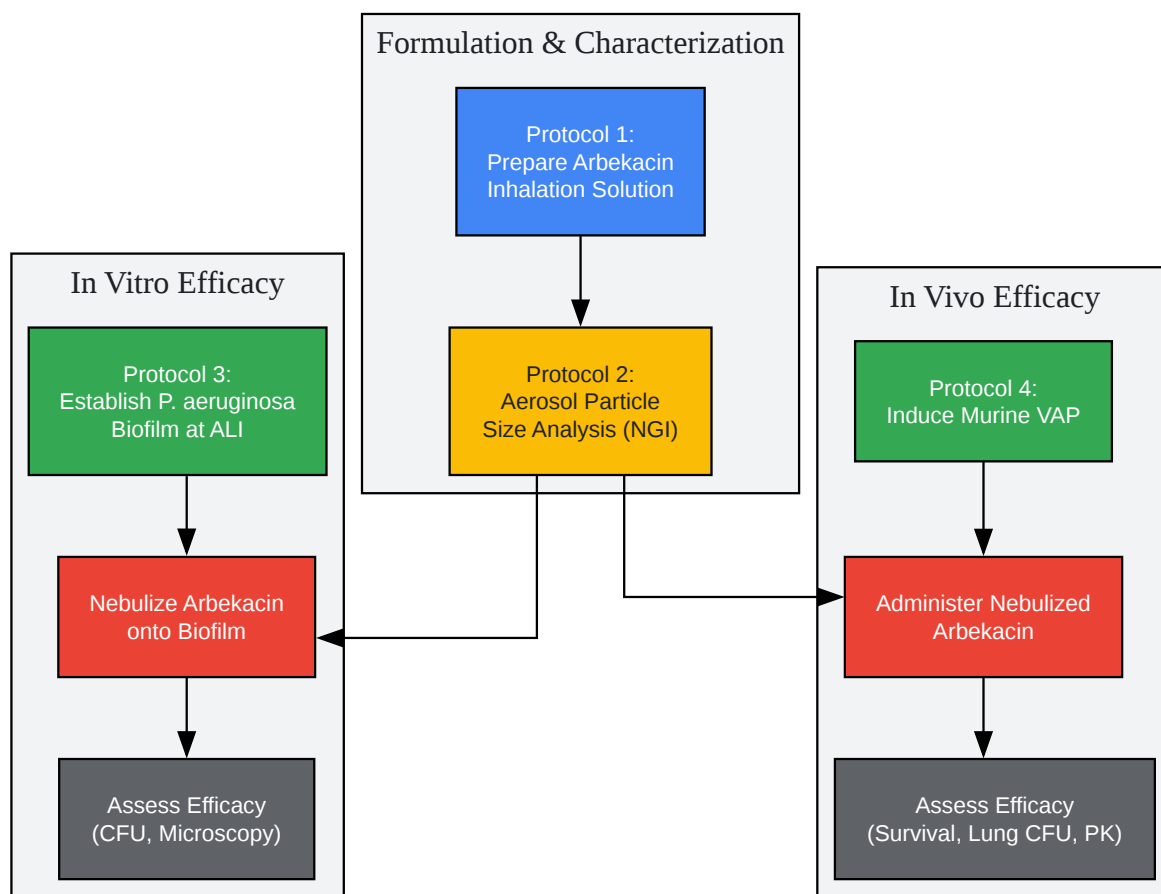 Formulation & Characterization
Protocol 1:
Prepare Arbekacin
Inhalation Solution
Protocol 2:
Aerosol Particle
Size Analysis (NGI)
In Vitro Efficacy
Protocol 3:
Establish P. aeruginosa
Biofilm at ALI
Nebulize Arbekacin
onto Biofilm
Assess Efficacy
(CFU, Microscopy)
In Vivo Efficacy
Protocol 4:
Induce Murine VAP
Administer Nebulized
Arbekacin
Assess Efficacy
(Survival, Lung CFU, PK)